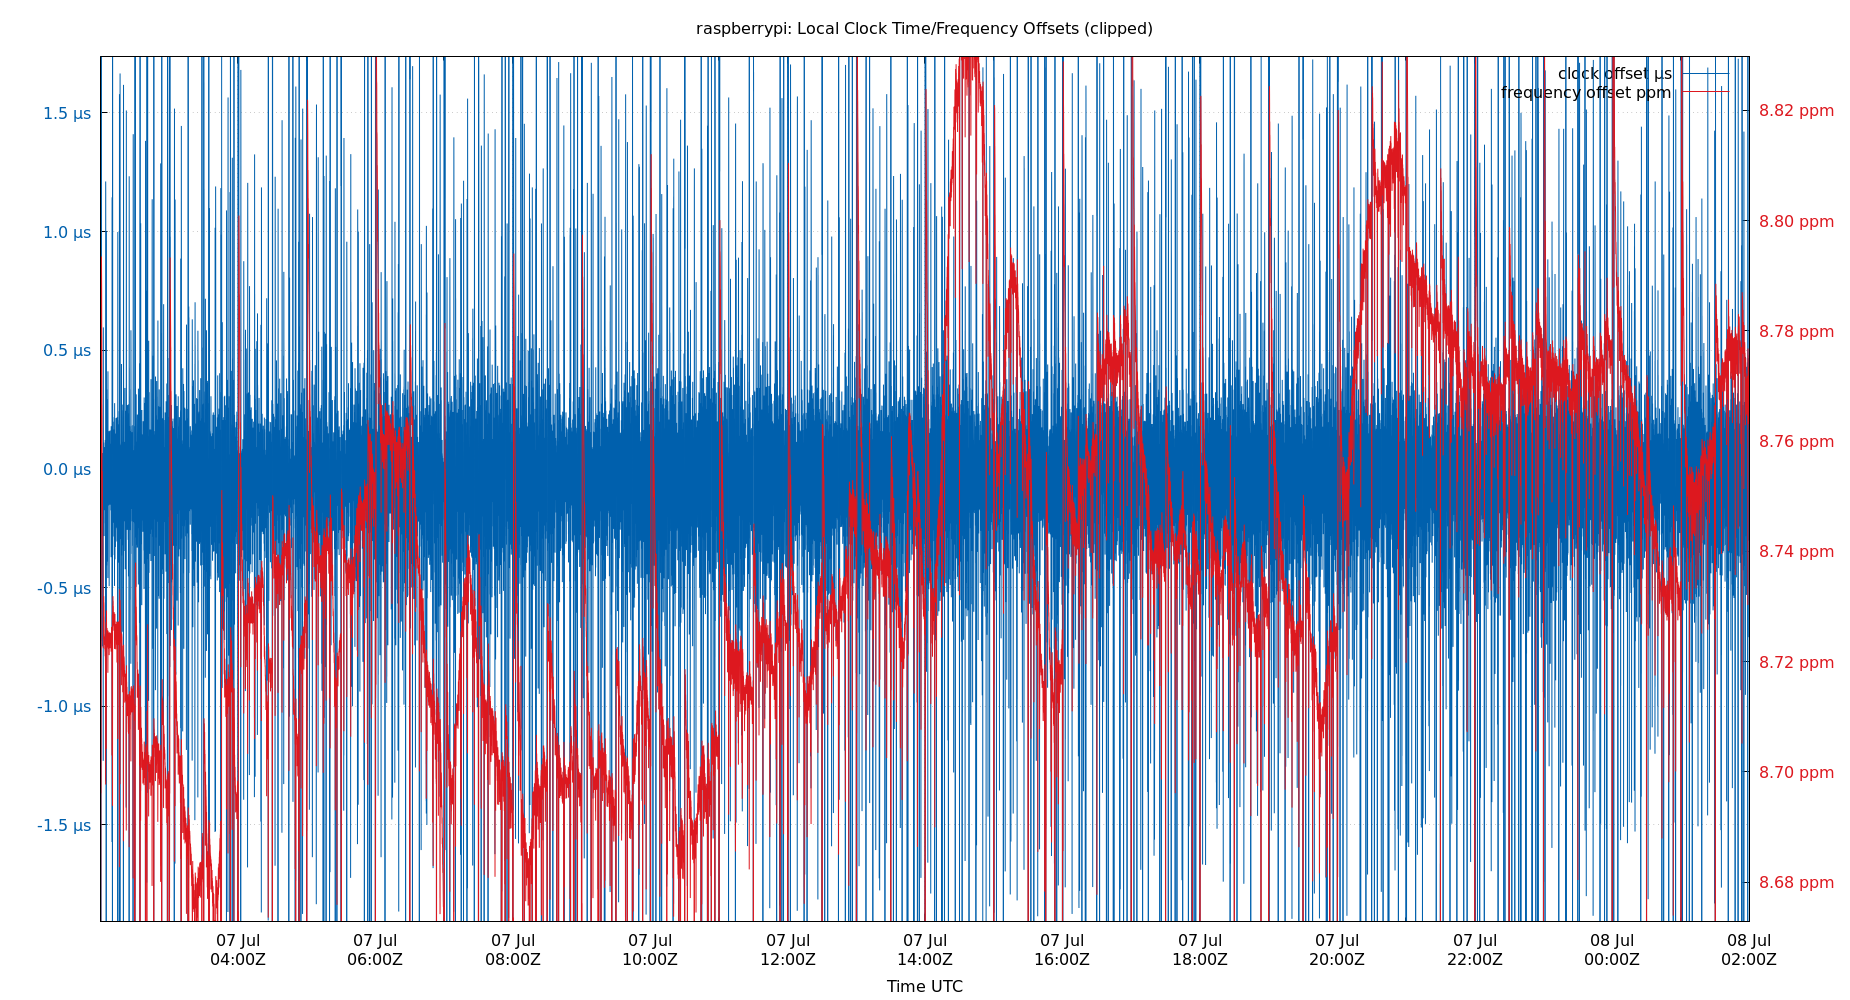 raspberrypi: Local Clock Time/Frequency Offsets (clipped)
clock offset µs
frequency offset ppm
1.5 µs
1.0 µs
0.5 µs
0.0 µs
-0.5 µs
-1.0 µs
-1.5 µs
8.82 ppm
8.80 ppm
8.78 ppm
8.76 ppm
8.74 ppm
8.72 ppm
8.70 ppm
8.68 ppm
07 Jul
04:00Z
07 Jul
06:00Z
07 Jul
08:00Z
07 Jul
10:00Z
07 Jul
12:00Z
07 Jul
14:00Z
07 Jul
16:00Z
07 Jul
18:00Z
07 Jul
20:00Z
07 Jul
22:00Z
08 Jul
00:00Z
08 Jul
02:00Z
Time UTC